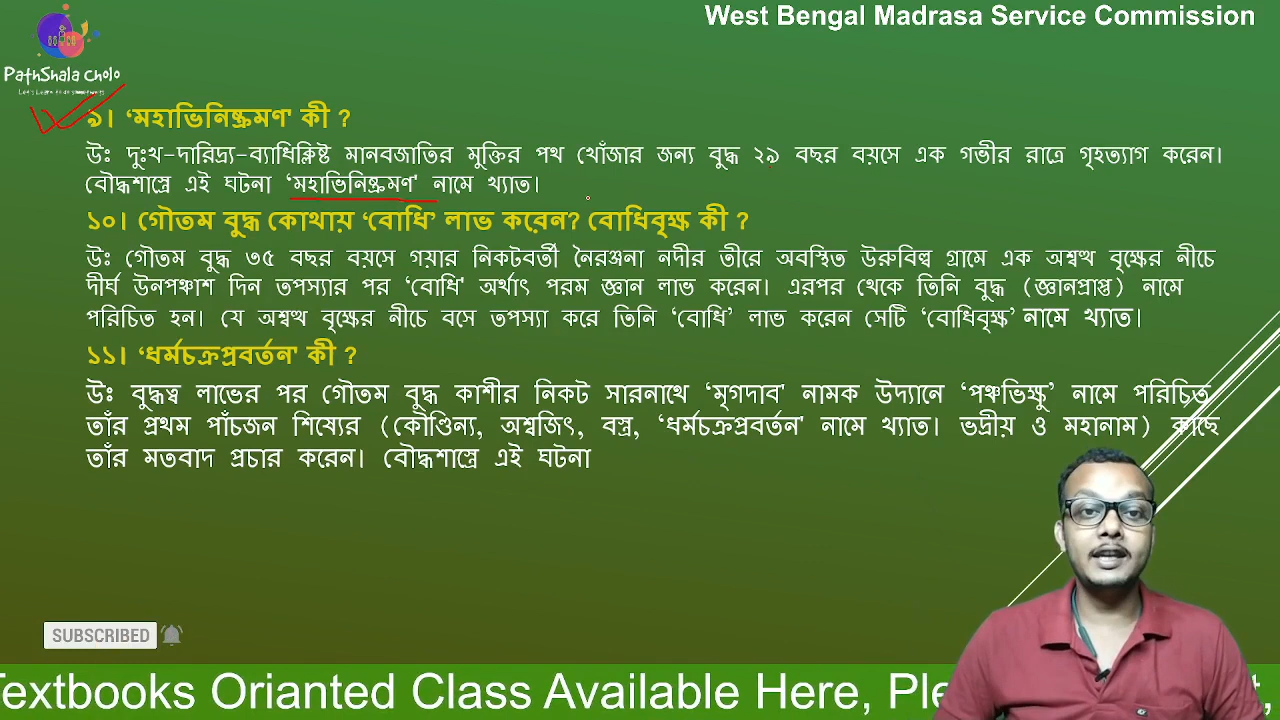 West Bengal Madrasa Service Commission
PathShala Cholo
৯। ‘মহাভিনিষ্ক্রমণ' কী ?
উঃ দুঃখ-দারিদ্র্য-ব্যাধিক্লিষ্ট মানবজাতির মুক্তির পথ খোঁজার জন্য বুদ্ধ ২৯ বছর বয়সে এক গভীর রাত্রে গৃহত্যাগ করেন।
বৌদ্ধশাস্ত্রে এই ঘটনা ‘মহাভিনিষ্ক্রমণ' নামে খ্যাত।
১০। গৌতম বুদ্ধ কোথায় ‘বোধি’ লাভ করেন? বোধিবৃক্ষ কী ?
উঃ গৌতম বুদ্ধ ৩৫ বছর বয়সে গয়ার নিকটবর্তী নৈরঞ্জনা নদীর তীরে অবস্থিত উরুবিল্ব গ্রামে এক অশ্বত্থ বৃক্ষের নীচে
দীর্ঘ উনপঞ্চাশ দিন তপস্যার পর ‘বোধি' অর্থাৎ পরম জ্ঞান লাভ করেন। এরপর থেকে তিনি বুদ্ধ (জ্ঞানপ্রাপ্ত) নামে
পরিচিত হন। যে অশ্বত্থ বৃক্ষের নীচে বসে তপস্যা করে তিনি ‘বোধি’ লাভ করেন সেটি ‘বোধিবৃক্ষ’ নামে খ্যাত।
১১। ‘ধর্মচক্রপ্রবর্তন' কী ?
উঃ বুদ্ধত্ব লাভের পর গৌতম বুদ্ধ কাশীর নিকট সারনাথে ‘মৃগদাব' নামক উদ্যানে ‘পঞ্চভিক্ষু’ নামে পরিচিত
তাঁর প্রথম পাঁচজন শিষ্যের (কৌণ্ডিন্য, অশ্বজিৎ, বস্ত্র, ‘ধর্মচক্রপ্রবর্তন' নামে খ্যাত। ভদ্রীয় ও মহানাম) কাছে
তাঁর মতবাদ প্রচার করেন। বৌদ্ধশাস্ত্রে এই ঘটনা
SUBSCRIBED
Textbooks Orianted Class Available Here,